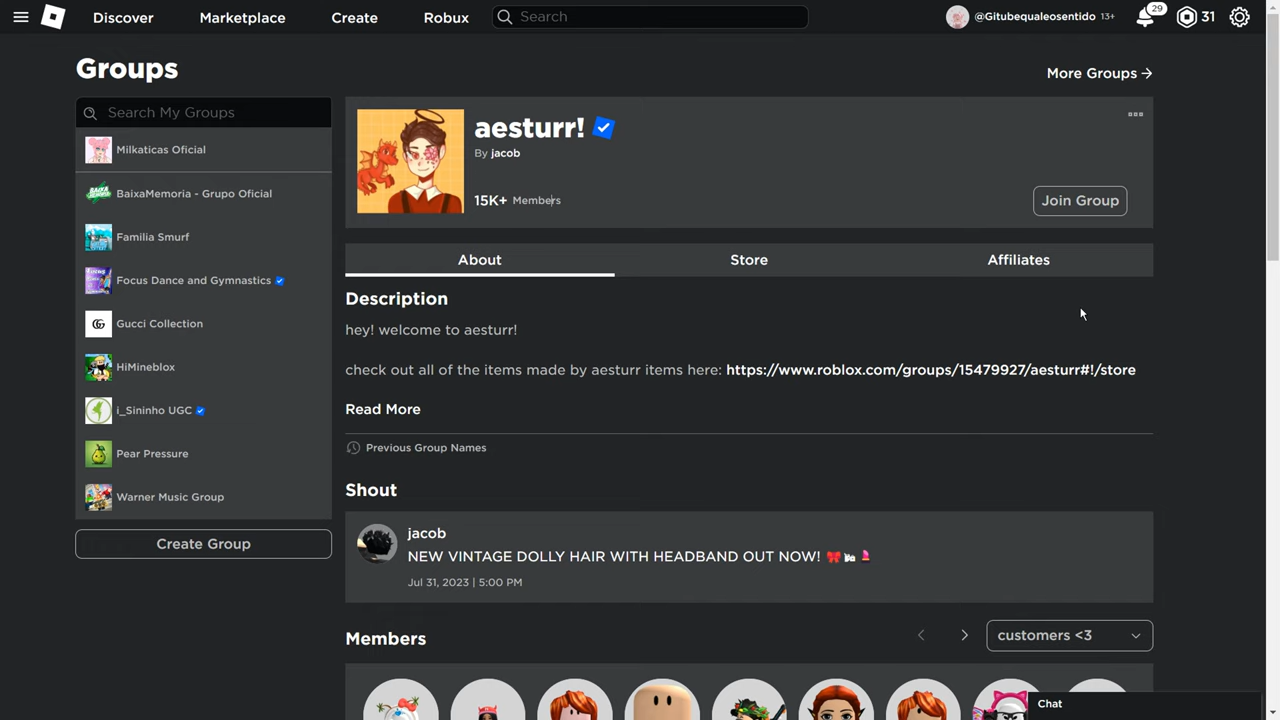 Discover
Marketplace
Create
Robux
Search
@Gitubequaleosentido 13+
29
31
Groups
More Groups
Search My Groups
Milkaticas Oficial
BAIXA MEMORIA
BaixaMemoria - Grupo Oficial
Familia Smurf
Focus Dance and Gymnastics
Gucci Collection
HiMineblox
i_Sininho UGC
Pear Pressure
Warner Music Group
Create Group
aesturr!
By jacob
15K+ Members
Join Group
About
Store
Affiliates
Description
hey! welcome to aesturr!
check out all of the items made by aesturr items here: https://www.roblox.com/groups/15479927/aesturr#!/store
Read More
Previous Group Names
Shout
jacob
NEW VINTAGE DOLLY HAIR WITH HEADBAND OUT NOW!
Jul 31, 2023 | 5:00 PM
Members
customers <3
Chat